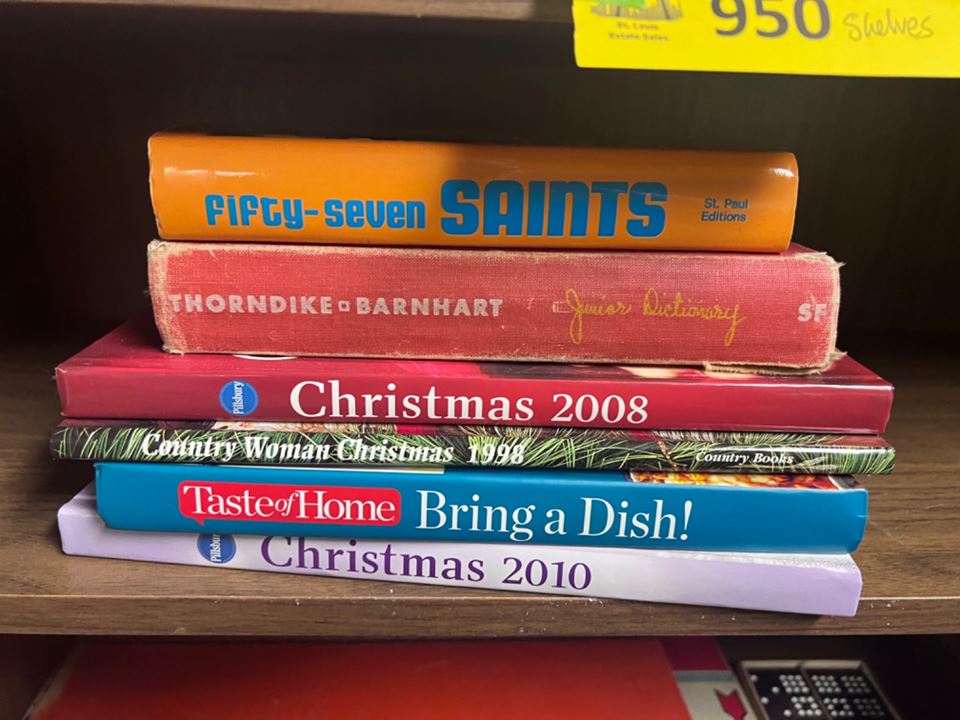 St. Louis
Estate Sales
950 Shelves
Fifty-seven SAINTS St. Paul
Editions
THORNDIKE BARNHART Junior Dictionary SF
Pillsbury Christmas 2008
Country Woman Christmas 1998 Country Books
Taste of Home Bring a Dish!
Pillsbury Christmas 2010